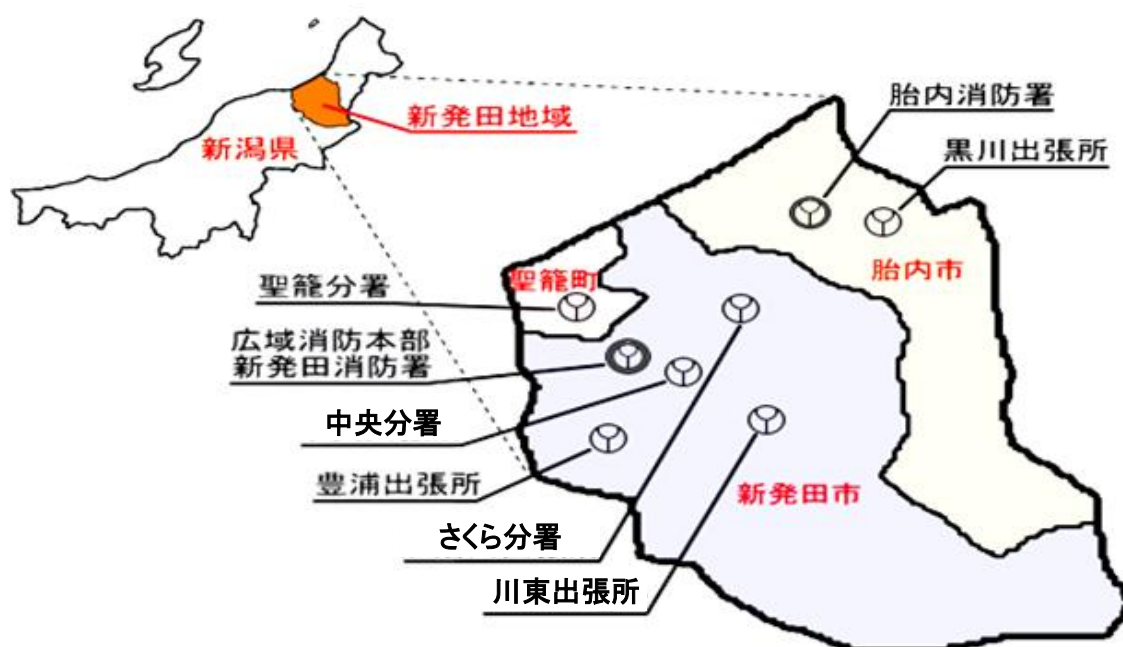 新発田地域
新潟県
胎内消防署
黒川出張所
胎内市
聖籠町
聖籠分署
広域消防本部
新発田消防署
中央分署
豊浦出張所
新発田市
さくら分署
川東出張所